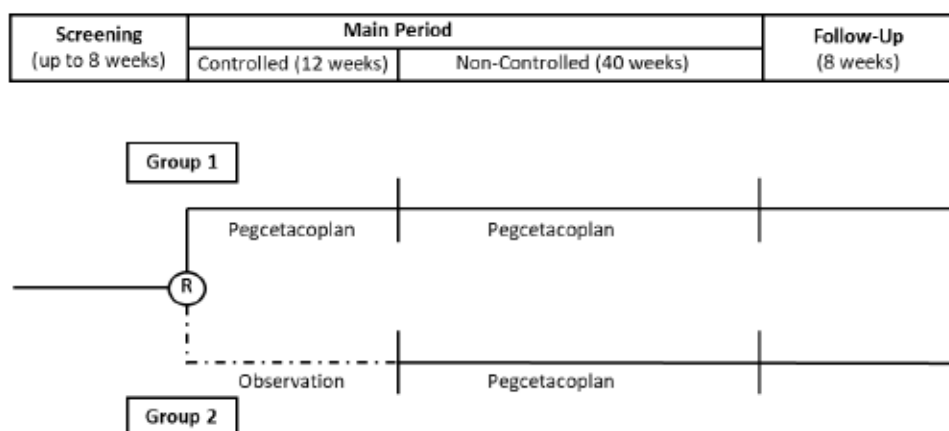 Screening
(up to 8 weeks)
Main Period
Controlled (12 weeks)
Non-Controlled (40 weeks)
Follow-Up
(8 weeks)
Group 1
Pegcetacoplan
Pegcetacoplan
R
Observation
Pegcetacoplan
Group 2